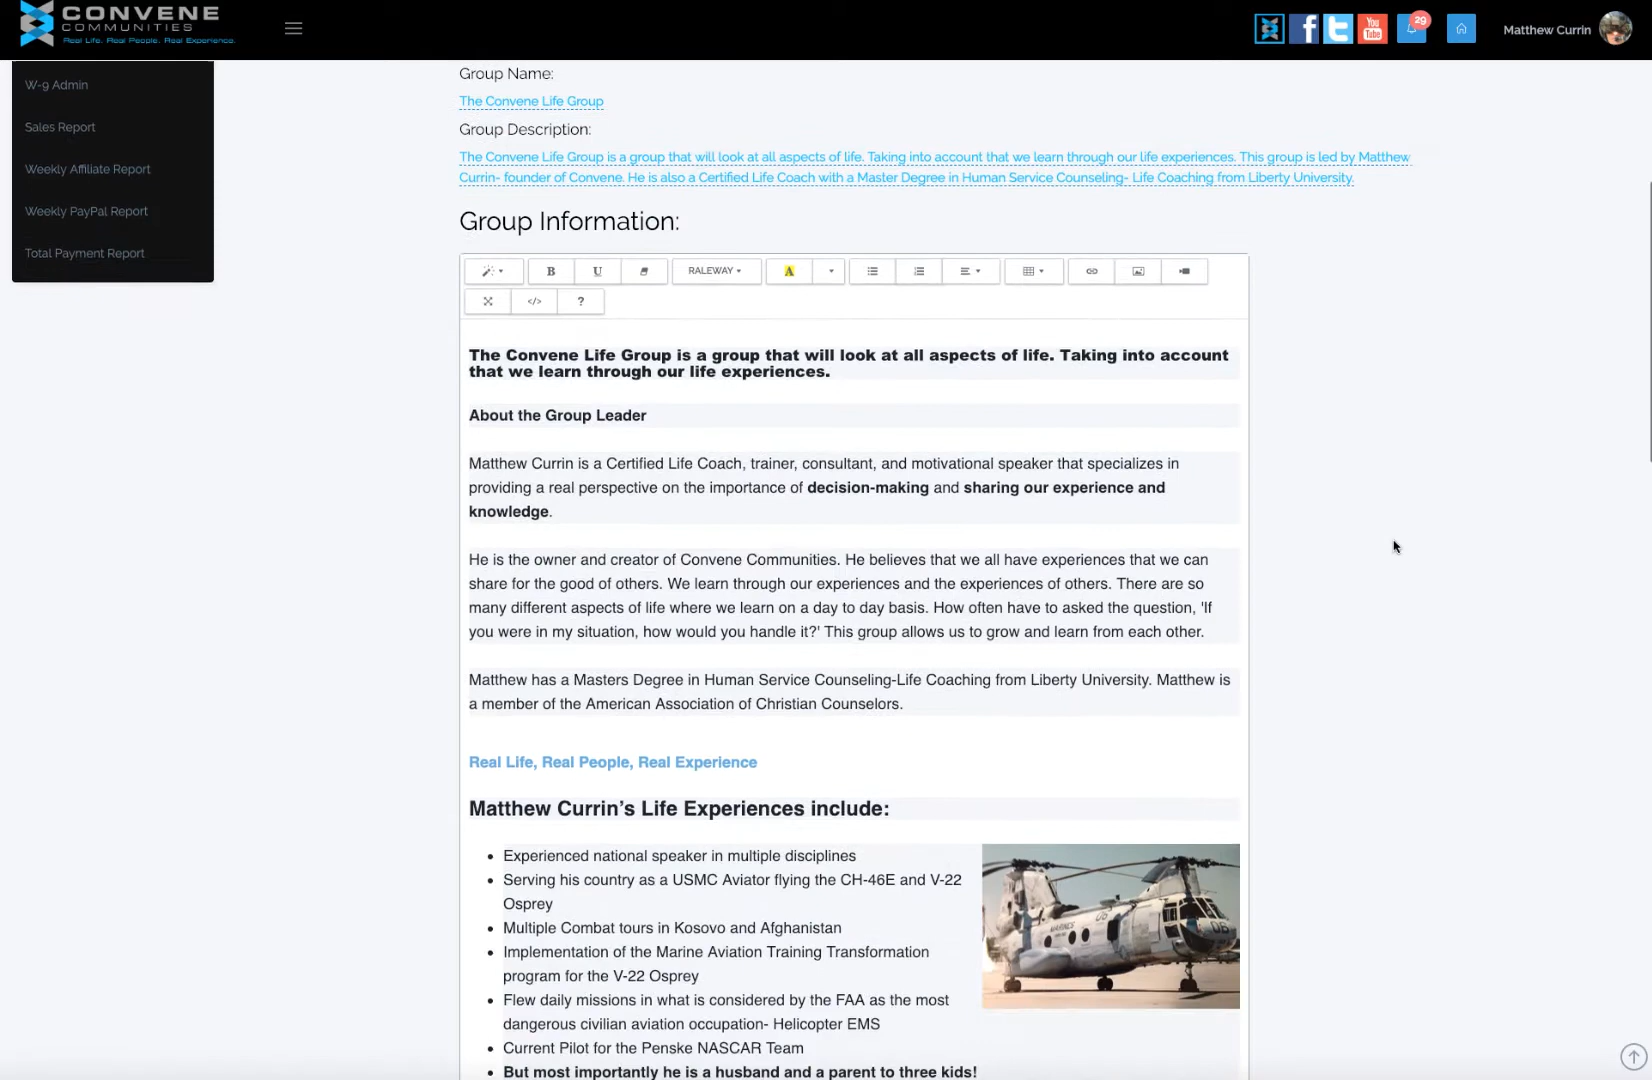 CONVENE
COMMUNITIES
Real Life. Real People. Real Experience.
29
Matthew Currin
You
Tube
W-9 Admin
Sales Report
Weekly Affiliate Report
Weekly PayPal Report
Total Payment Report
Group Name:
The Convene Life Group
Group Description:
The Convene Life Group is a group that will look at all aspects of life. Taking into account that we learn through our life experiences. This group is led by Matthew
Currin- founder of Convene. He is also a Certified Life Coach with a Master Degree in Human Service Counseling- Life Coaching from Liberty University.
Group Information:
B U RALEWAY A
</> ?
The Convene Life Group is a group that will look at all aspects of life. Taking into account
that we learn through our life experiences.
About the Group Leader
Matthew Currin is a Certified Life Coach, trainer, consultant, and motivational speaker that specializes in
providing a real perspective on the importance of decision-making and sharing our experience and
knowledge.
He is the owner and creator of Convene Communities. He believes that we all have experiences that we can
share for the good of others. We learn through our experiences and the experiences of others. There are so
many different aspects of life where we learn on a day to day basis. How often have to asked the question, 'If
you were in my situation, how would you handle it?' This group allows us to grow and learn from each other.
Matthew has a Masters Degree in Human Service Counseling-Life Coaching from Liberty University. Matthew is
a member of the American Association of Christian Counselors.
Real Life, Real People, Real Experience
Matthew Currin’s Life Experiences include:
• Experienced national speaker in multiple disciplines
• Serving his country as a USMC Aviator flying the CH-46E and V-22
Osprey
• Multiple Combat tours in Kosovo and Afghanistan
• Implementation of the Marine Aviation Training Transformation
program for the V-22 Osprey
• Flew daily missions in what is considered by the FAA as the most
dangerous civilian aviation occupation- Helicopter EMS
• Current Pilot for the Penske NASCAR Team
• But most importantly he is a husband and a parent to three kids!
MARINES
06